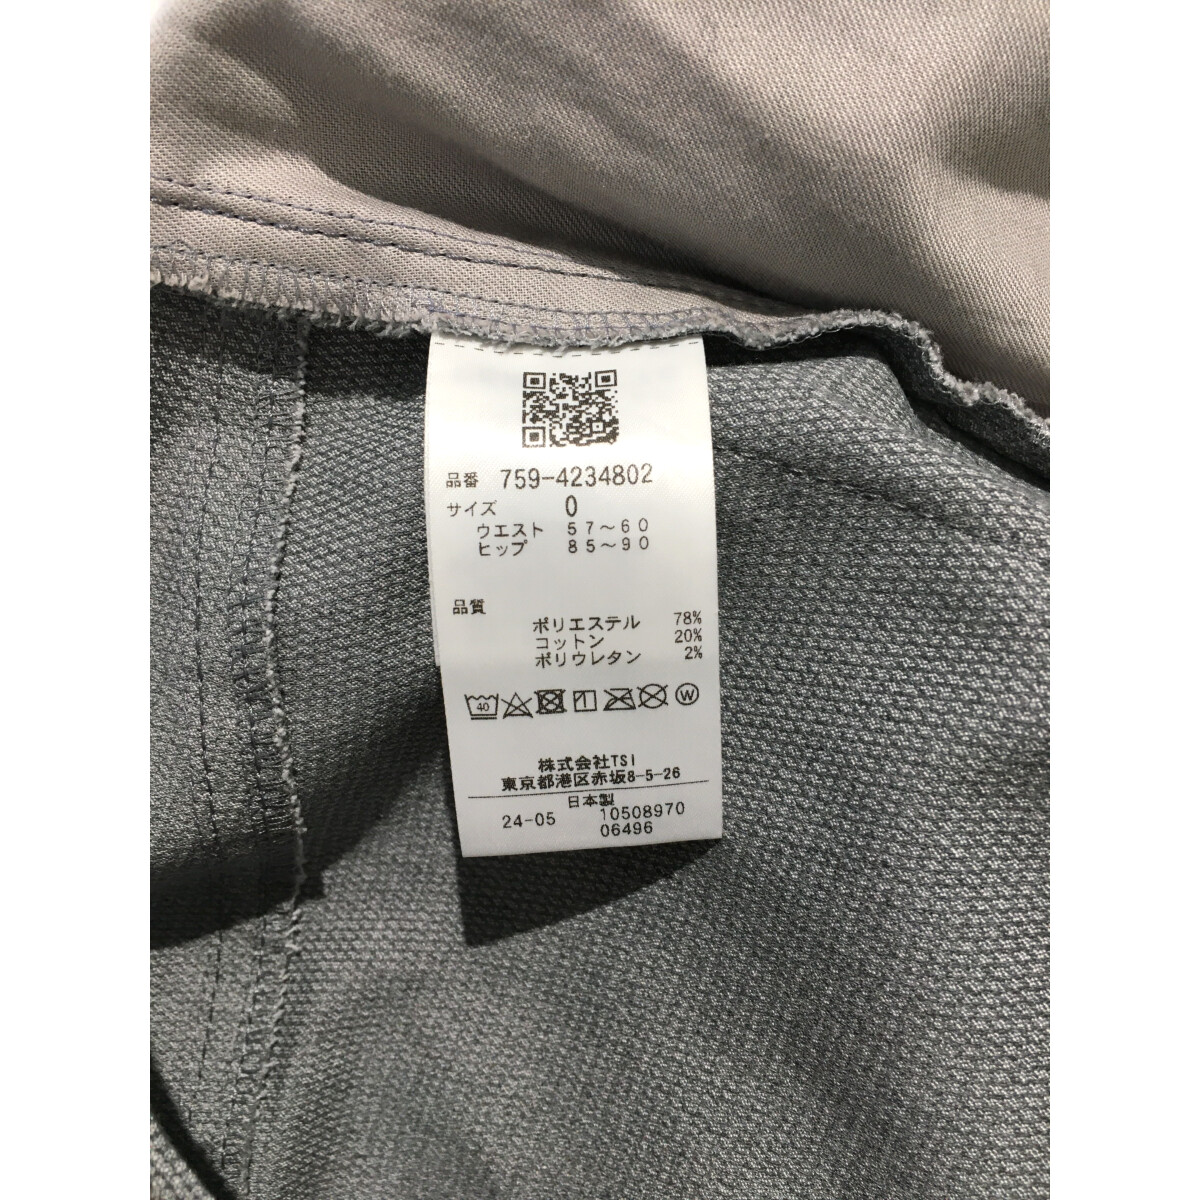 品番 759-4234802
サイズ 0
ウエスト 57~60
ヒップ 85~90
品質
ポリエステル 78%
コットン 20%
ポリウレタン 2%
40 W
株式会社TSI
東京都港区赤坂8-5-26
日本製
24-05 10508970
06496